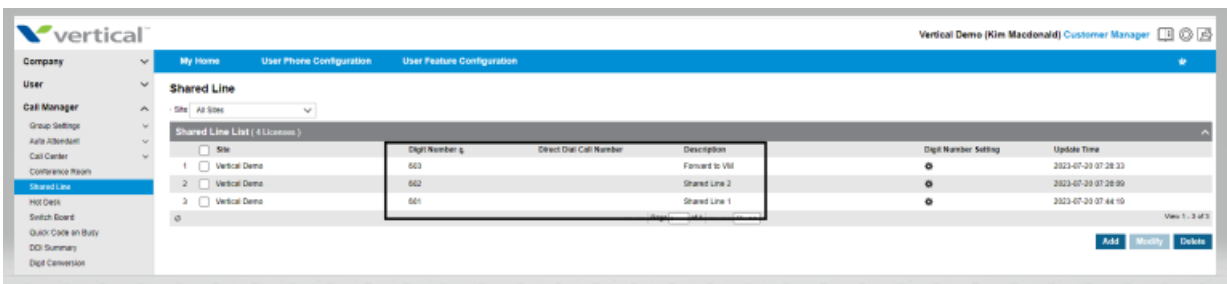 vertical
Vertical Demo (Kim Macdonald) Customer Manager
Company
My Home User Phone Configuration User Feature Configuration
User
Shared Line
Call Manager
Site All Sites
Group Settings
Shared Line List ( 4 Licenses )
Auto Attendant
Site Digit Number Direct Dial Call Number Description Digit Number Setting Update Time
Call Center
1 Vertical Demo 603 Forward to VM 2023-07-20 07:28:33
Conference Room
2 Vertical Demo 602 Shared Line 2 2023-07-20 07:28:09
Shared Line
3 Vertical Demo 601 Shared Line 1 2023-07-20 07:44:19
Hot Desk
Switch Board
View 1 - 3 of 3
Quick Code on Busy
Add Modify Delete
DDI Summary
Digit Conversion